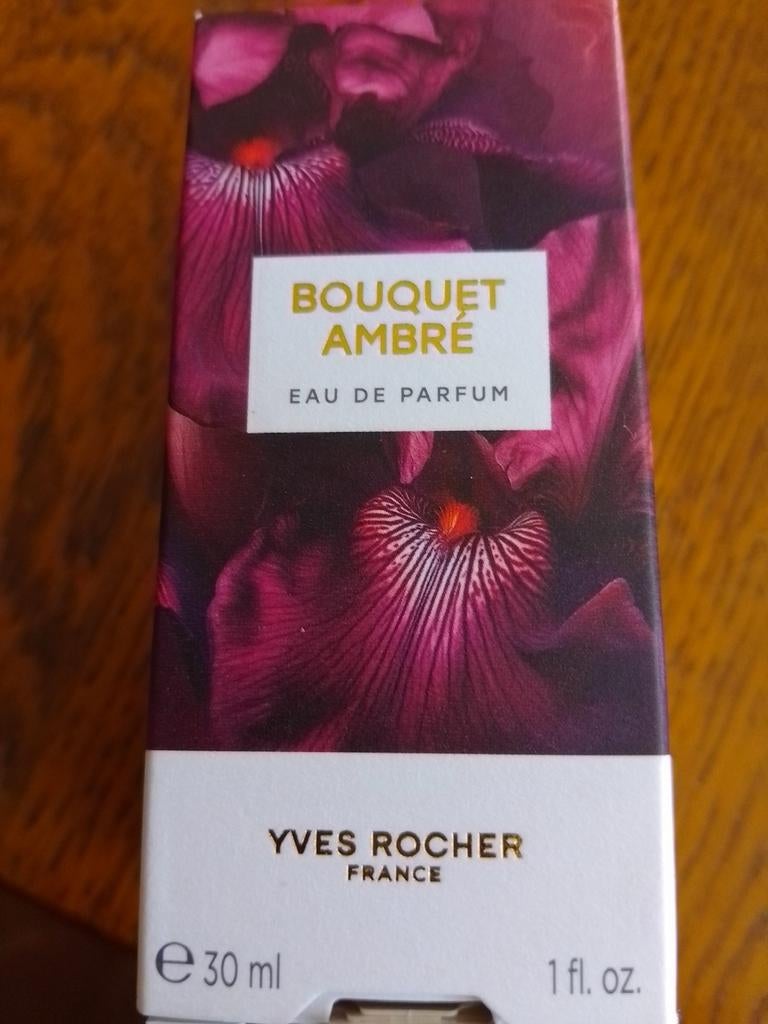 BOUQUET
AMBRÉ
EAU DE PARFUM
YVES ROCHER
FRANCE
℮ 30 ml 1 fl. oz.